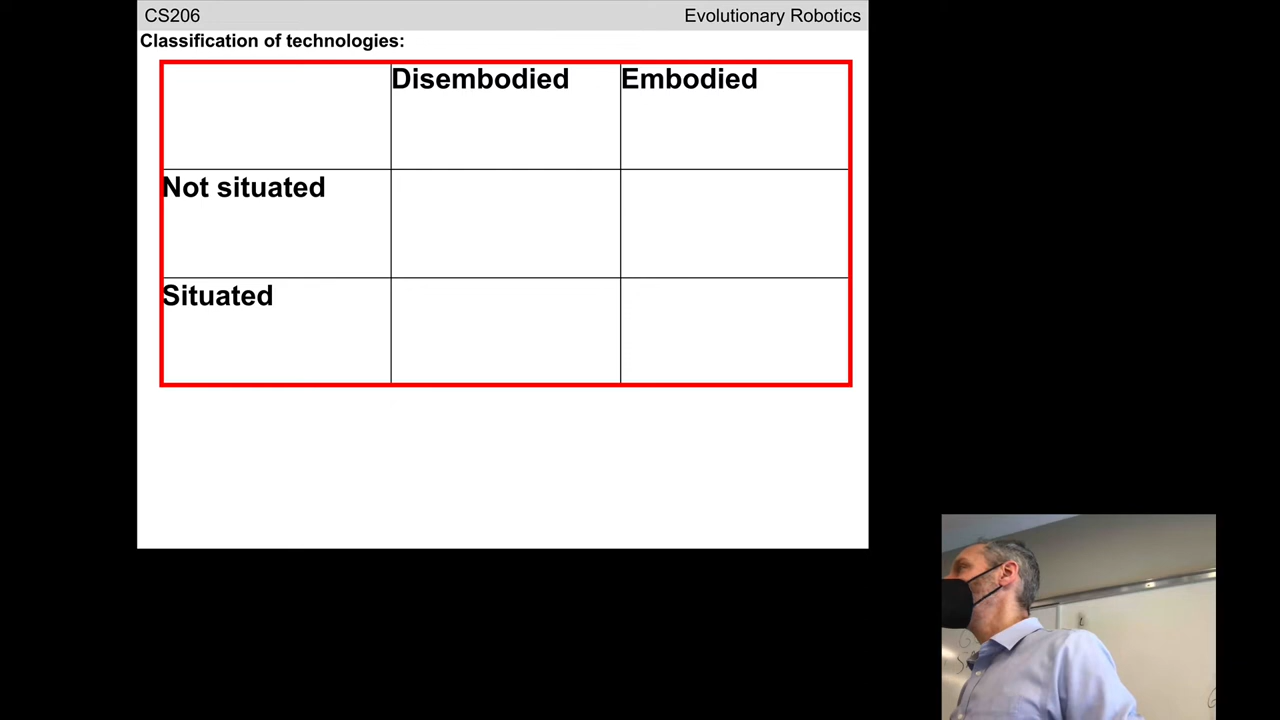 CS206
Evolutionary Robotics
Classification of technologies:
Disembodied
Embodied
Not situated
Situated